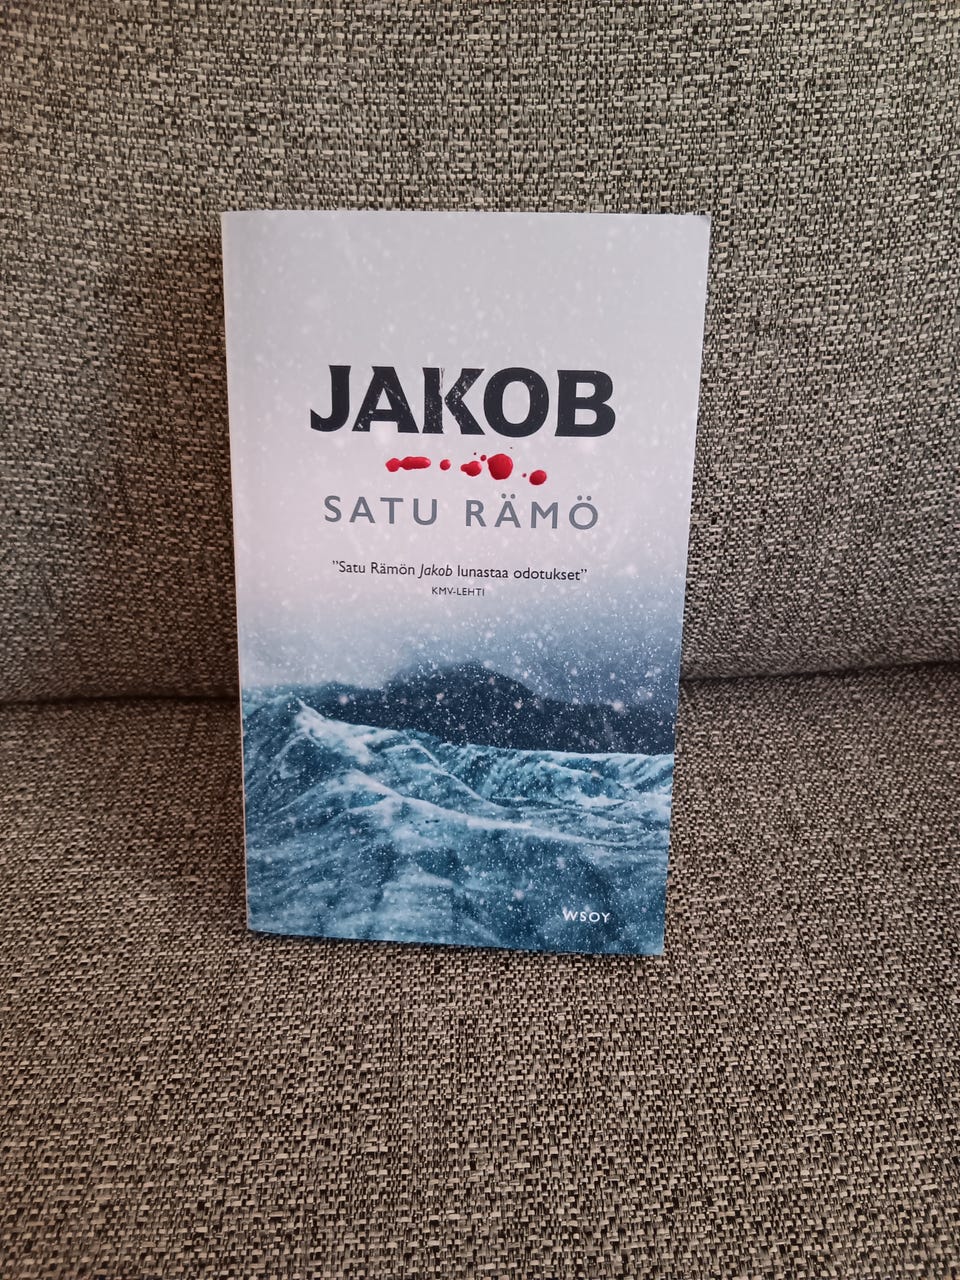 JAKOB
SATU RÄMÖ
”Satu Rämön Jakob lunastaa odotukset”
KMV-LEHTI
WSOY